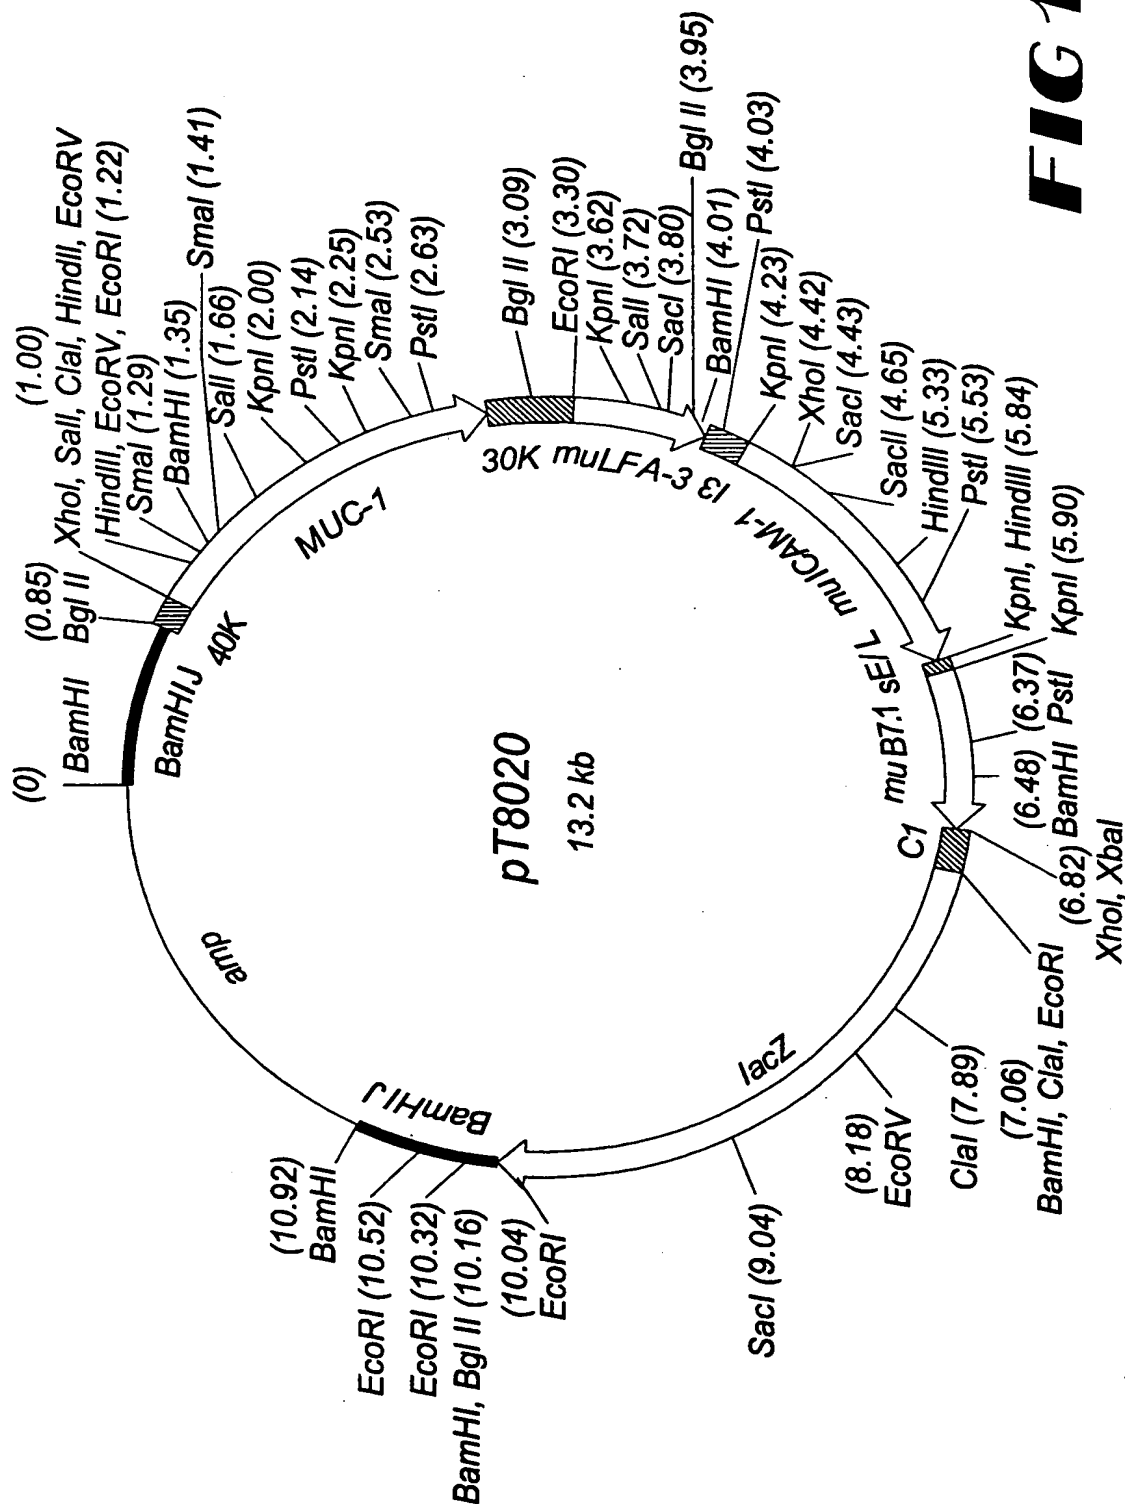 FIG 1
(0)
BamHI
(0.85)
Bgl II
(1.00)
XhoI, SalI, ClaI, HindII, EcoRV
HindIII, EcoRV, EcoRI (1.22)
SmaI (1.29)
BamHI (1.35)
SmaI (1.41)
SalI (1.66)
KpnI (2.00)
PstI (2.14)
KpnI (2.25)
SmaI (2.53)
PstI (2.63)
Bgl II (3.09)
EcoRI (3.30)
KpnI (3.62)
SalI (3.72)
SacI (3.80)
Bgl II (3.95)
BamHI (4.01)
PstI (4.03)
KpnI (4.23)
XhoI (4.42)
SacI (4.43)
SacII (4.65)
HindIII (5.33)
PstI (5.53)
KpnI, HindIII (5.84)
KpnI (5.90)
(6.37)
PstI
(6.48)
BamHI
(6.82)
XhoI, XbaI
(7.06)
BamHI, ClaI, EcoRI
ClaI (7.89)
(8.18)
EcoRV
SacI (9.04)
(10.04)
EcoRI
BamHI, Bgl II (10.16)
EcoRI (10.32)
EcoRI (10.52)
(10.92)
BamHI
BamHI J
40K
MUC-1
30K
muLFA-3
I3
muICAM-1
sE/L
muB7.1
C1
lacZ
BamHI J
amp
pT8020
13.2 kb